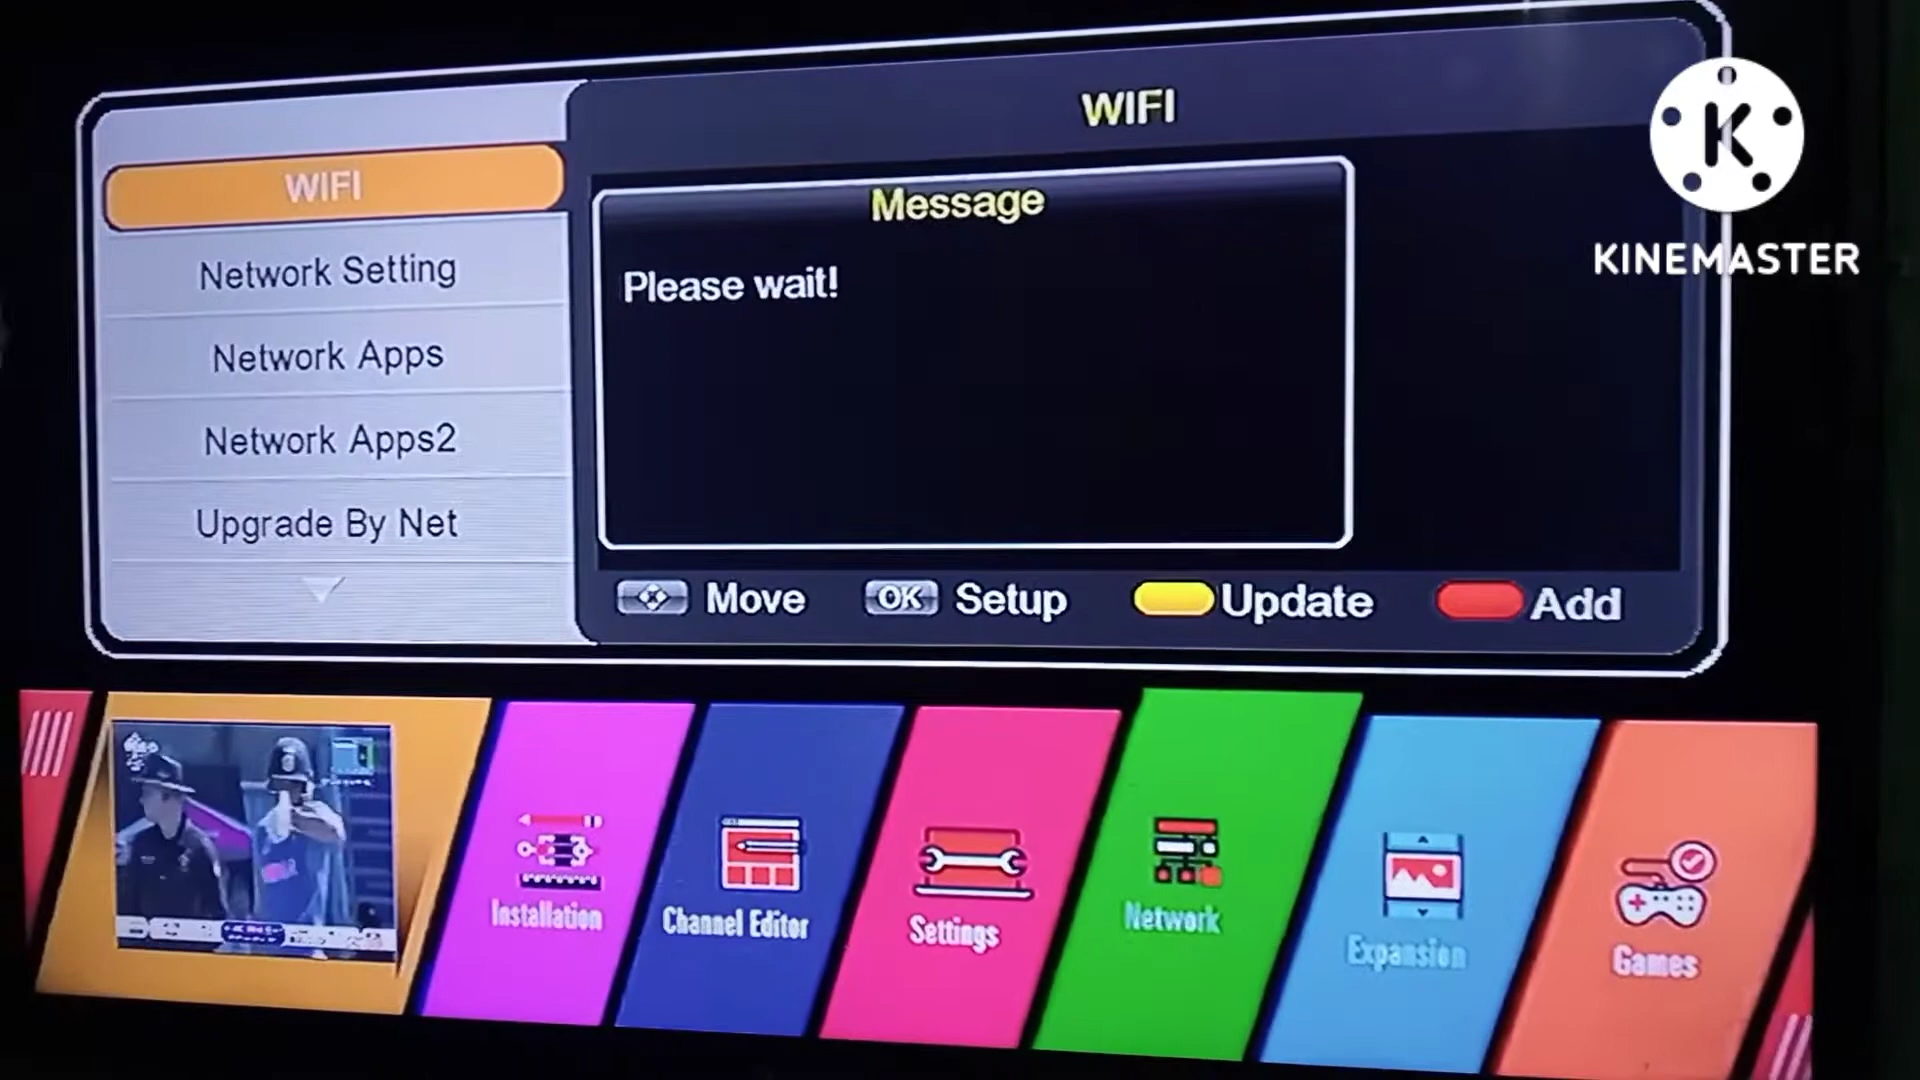 WIFI
WIFI
Network Setting
Network Apps
Network Apps2
Upgrade By Net
Message
Please wait!
Move
OK Setup
Update
Add
K
KINEMASTER
Installation
Channel Editor
Settings
Network
Expansion
Games